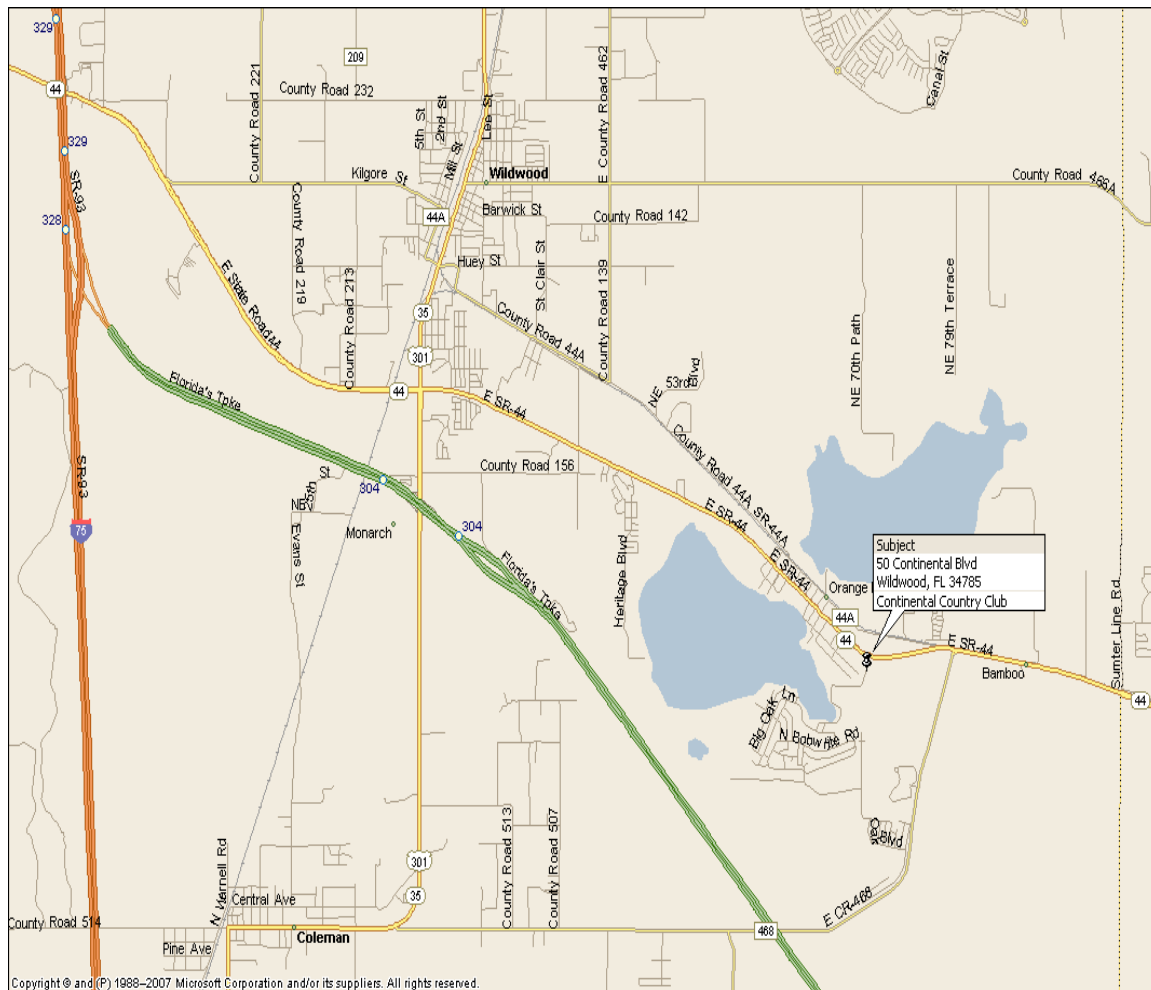 329
209
Canal St
44
County Road 221
County Road 232
E County Road 462
5th St
2nd St
Lee St
Mill St
329
SR-93
Kilgore St
Wildwood
County Road 466A
44A
Barwick St
County Road 142
328
County Road 219
Huey St
St Clair St
E State Road 44
County Road 213
County Road 139
NE 70th Path
NE 79th Terrace
35
County Road 44A
301
Florida's Tpke
44
E SR-44
NE 53rd Blvd
County Road 44A
SR-93
County Road 156
304
SR-44A
E SR-44
75
Monarch
Evans St
304
Florida's Tpke
Heritage Blvd
E SR-44
Subject
50 Continental Blvd
Wildwood, FL 34785
Continental Country Club
Orange
44A
44
E SR-44
Bamboo
Sumter Line Rd.
44
Big Oak Ln
N Bobwhite Rd
Oak Blvd
County Road 513
County Road 507
301
35
N Warnell Rd
Central Ave
E CR-468
County Road 514
468
Pine Ave
Coleman
Copyright © and (P) 1988–2007 Microsoft Corporation and/or its suppliers. All rights reserved.